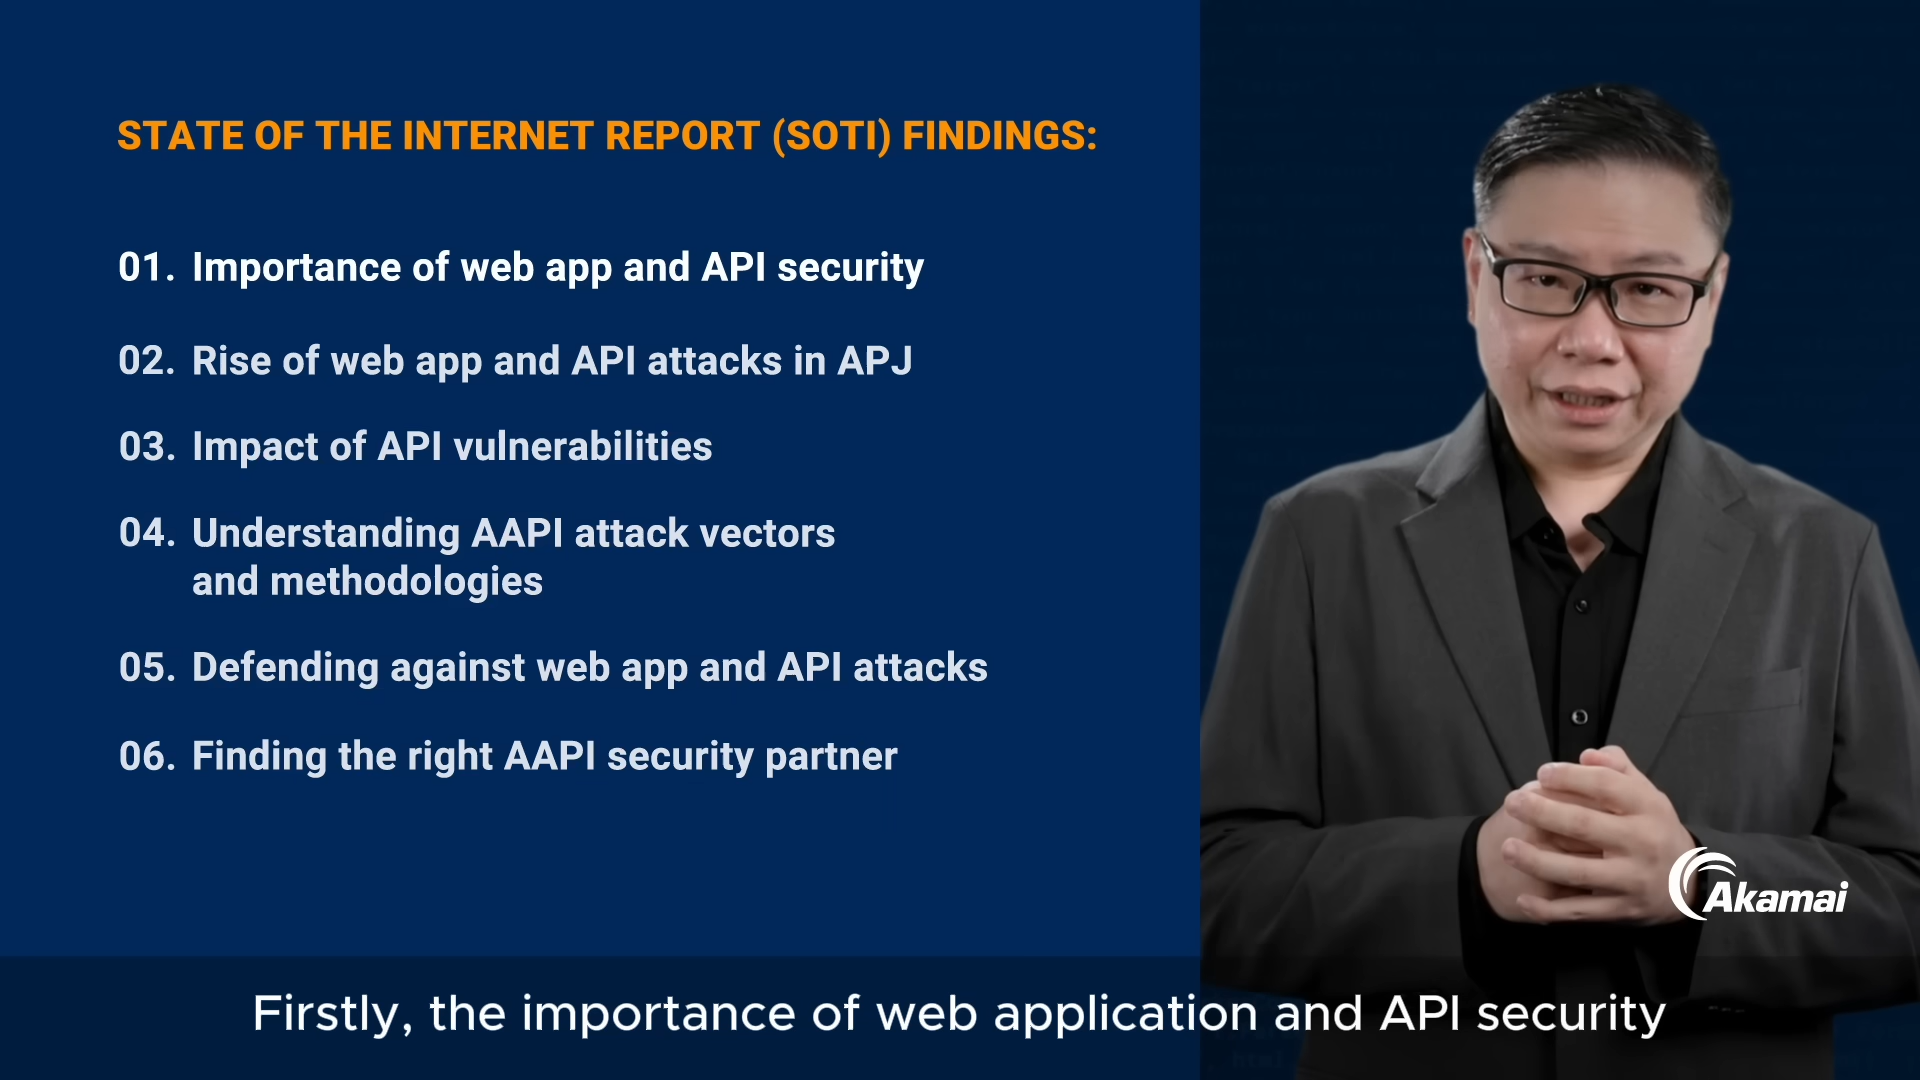 STATE OF THE INTERNET REPORT (SOTI) FINDINGS:
01. Importance of web app and API security
02. Rise of web app and API attacks in APJ
03. Impact of API vulnerabilities
04. Understanding AAPI attack vectors
and methodologies
05. Defending against web app and API attacks
06. Finding the right AAPI security partner
Akamai
Firstly, the importance of web application and API security